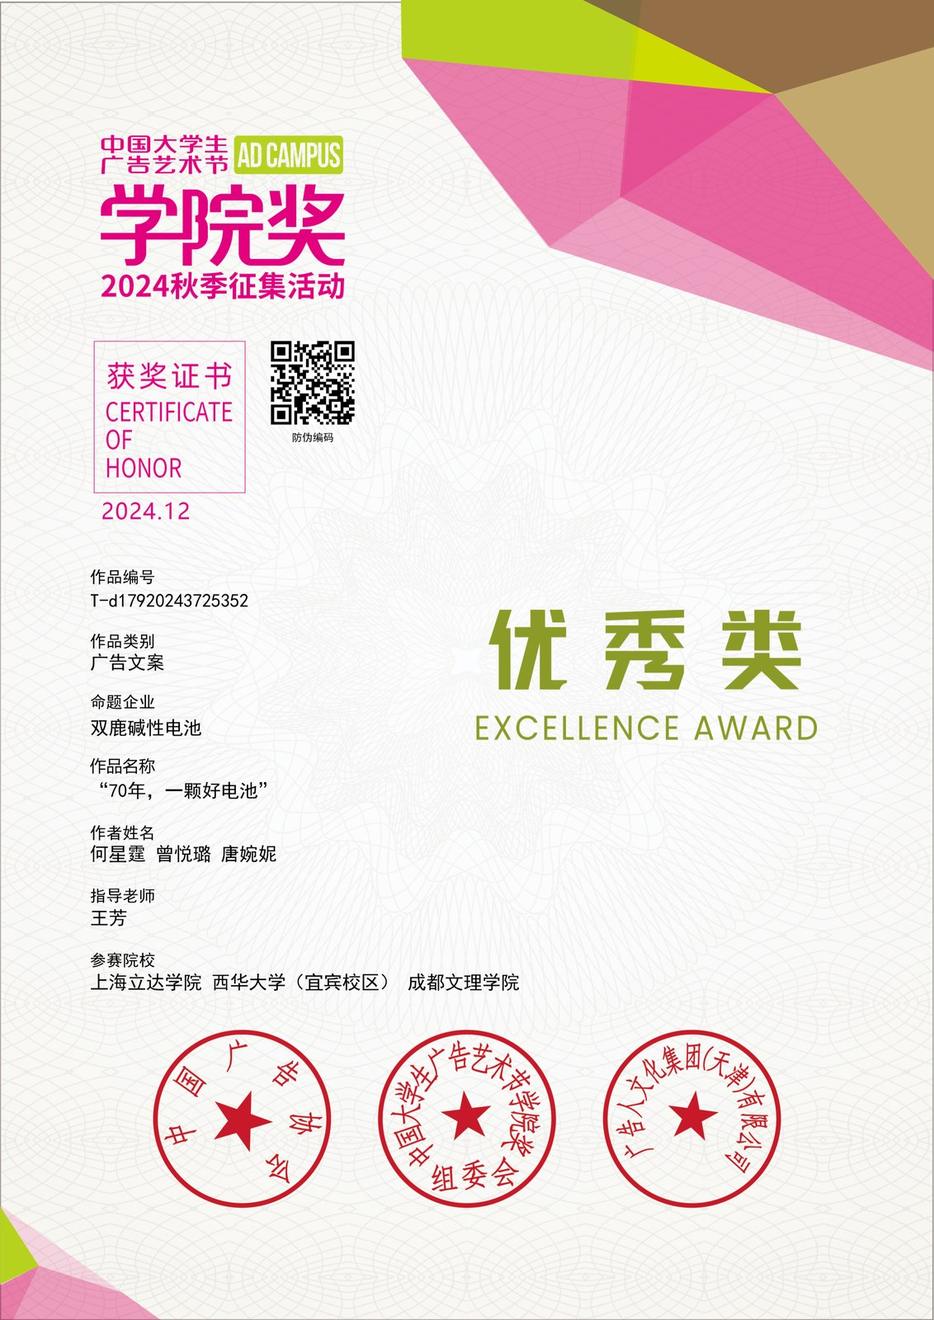 中国大学生
广告艺术节
AD CAMPUS
学院奖
2024秋季征集活动
获奖证书
CERTIFICATE
OF
HONOR
防伪编码
2024.12
作品编号
T-d17920243725352
作品类别
广告文案
命题企业
双鹿碱性电池
作品名称
“70年，一颗好电池”
作者姓名
何星霆 曾悦璐 唐婉妮
指导老师
王芳
参赛院校
上海立达学院 西华大学（宜宾校区） 成都文理学院
优秀类
EXCELLENCE AWARD
中国广告协会
中国大学生广告艺术节学院奖
组委会
广告人文化集团(天津)有限公司